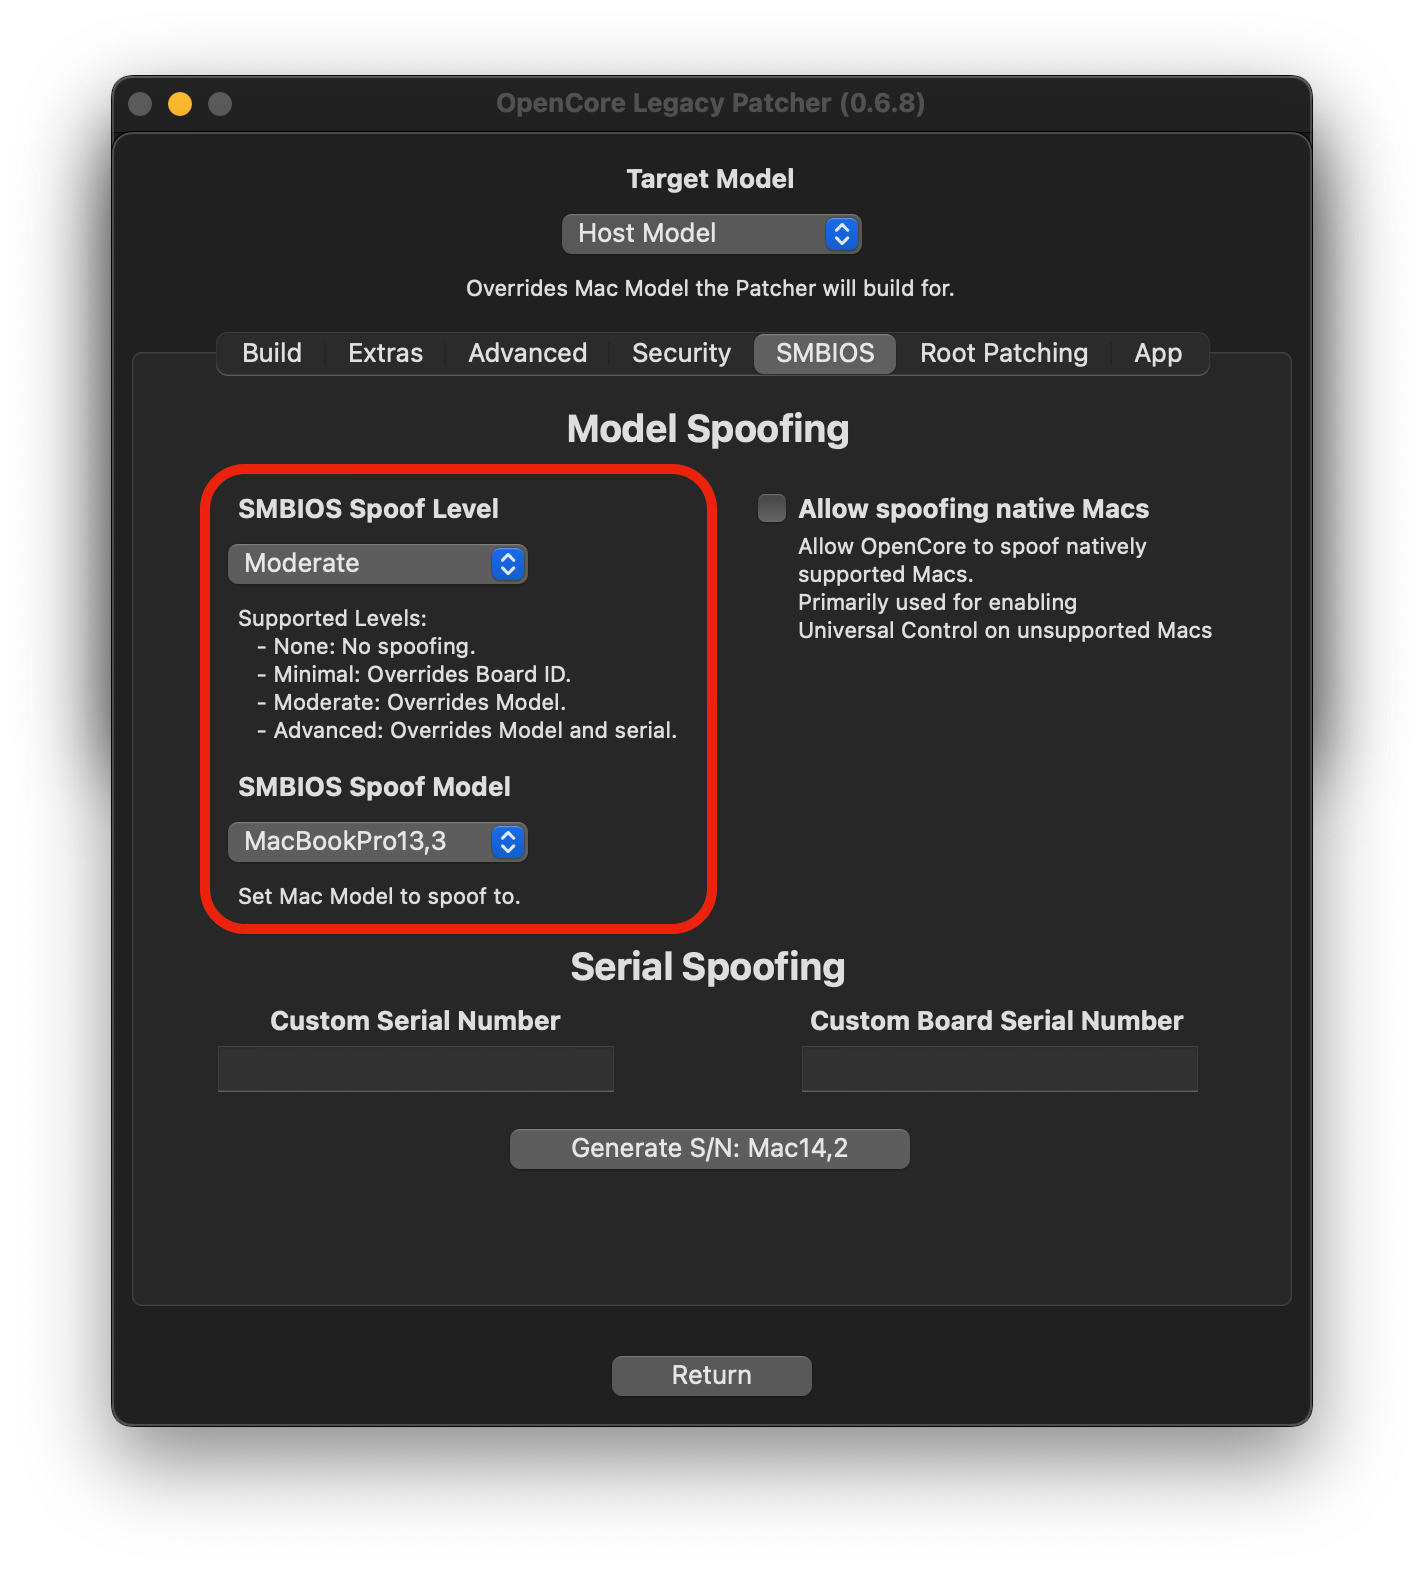 OpenCore Legacy Patcher (0.6.8)
Target Model
Host Model
Overrides Mac Model the Patcher will build for.
Build Extras Advanced Security SMBIOS Root Patching App
Model Spoofing
SMBIOS Spoof Level
Moderate
Supported Levels:
- None: No spoofing.
- Minimal: Overrides Board ID.
- Moderate: Overrides Model.
- Advanced: Overrides Model and serial.
SMBIOS Spoof Model
MacBookPro13,3
Set Mac Model to spoof to.
Allow spoofing native Macs
Allow OpenCore to spoof natively
supported Macs.
Primarily used for enabling
Universal Control on unsupported Macs
Serial Spoofing
Custom Serial Number
Custom Board Serial Number
Generate S/N: Mac14,2
Return